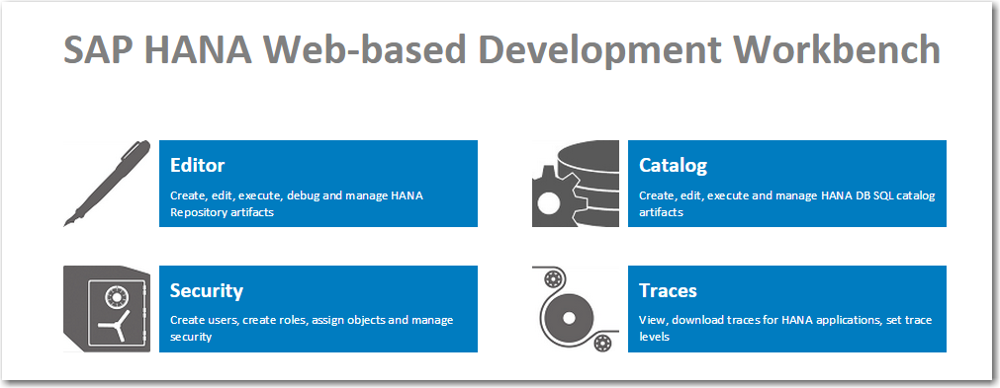 SAP HANA Web-based Development Workbench
Editor
Create, edit, execute, debug and manage HANA
Repository artifacts
Catalog
Create, edit, execute and manage HANA DB SQL catalog
artifacts
Security
Create users, create roles, assign objects and manage
security
Traces
View, download traces for HANA applications, set trace
levels